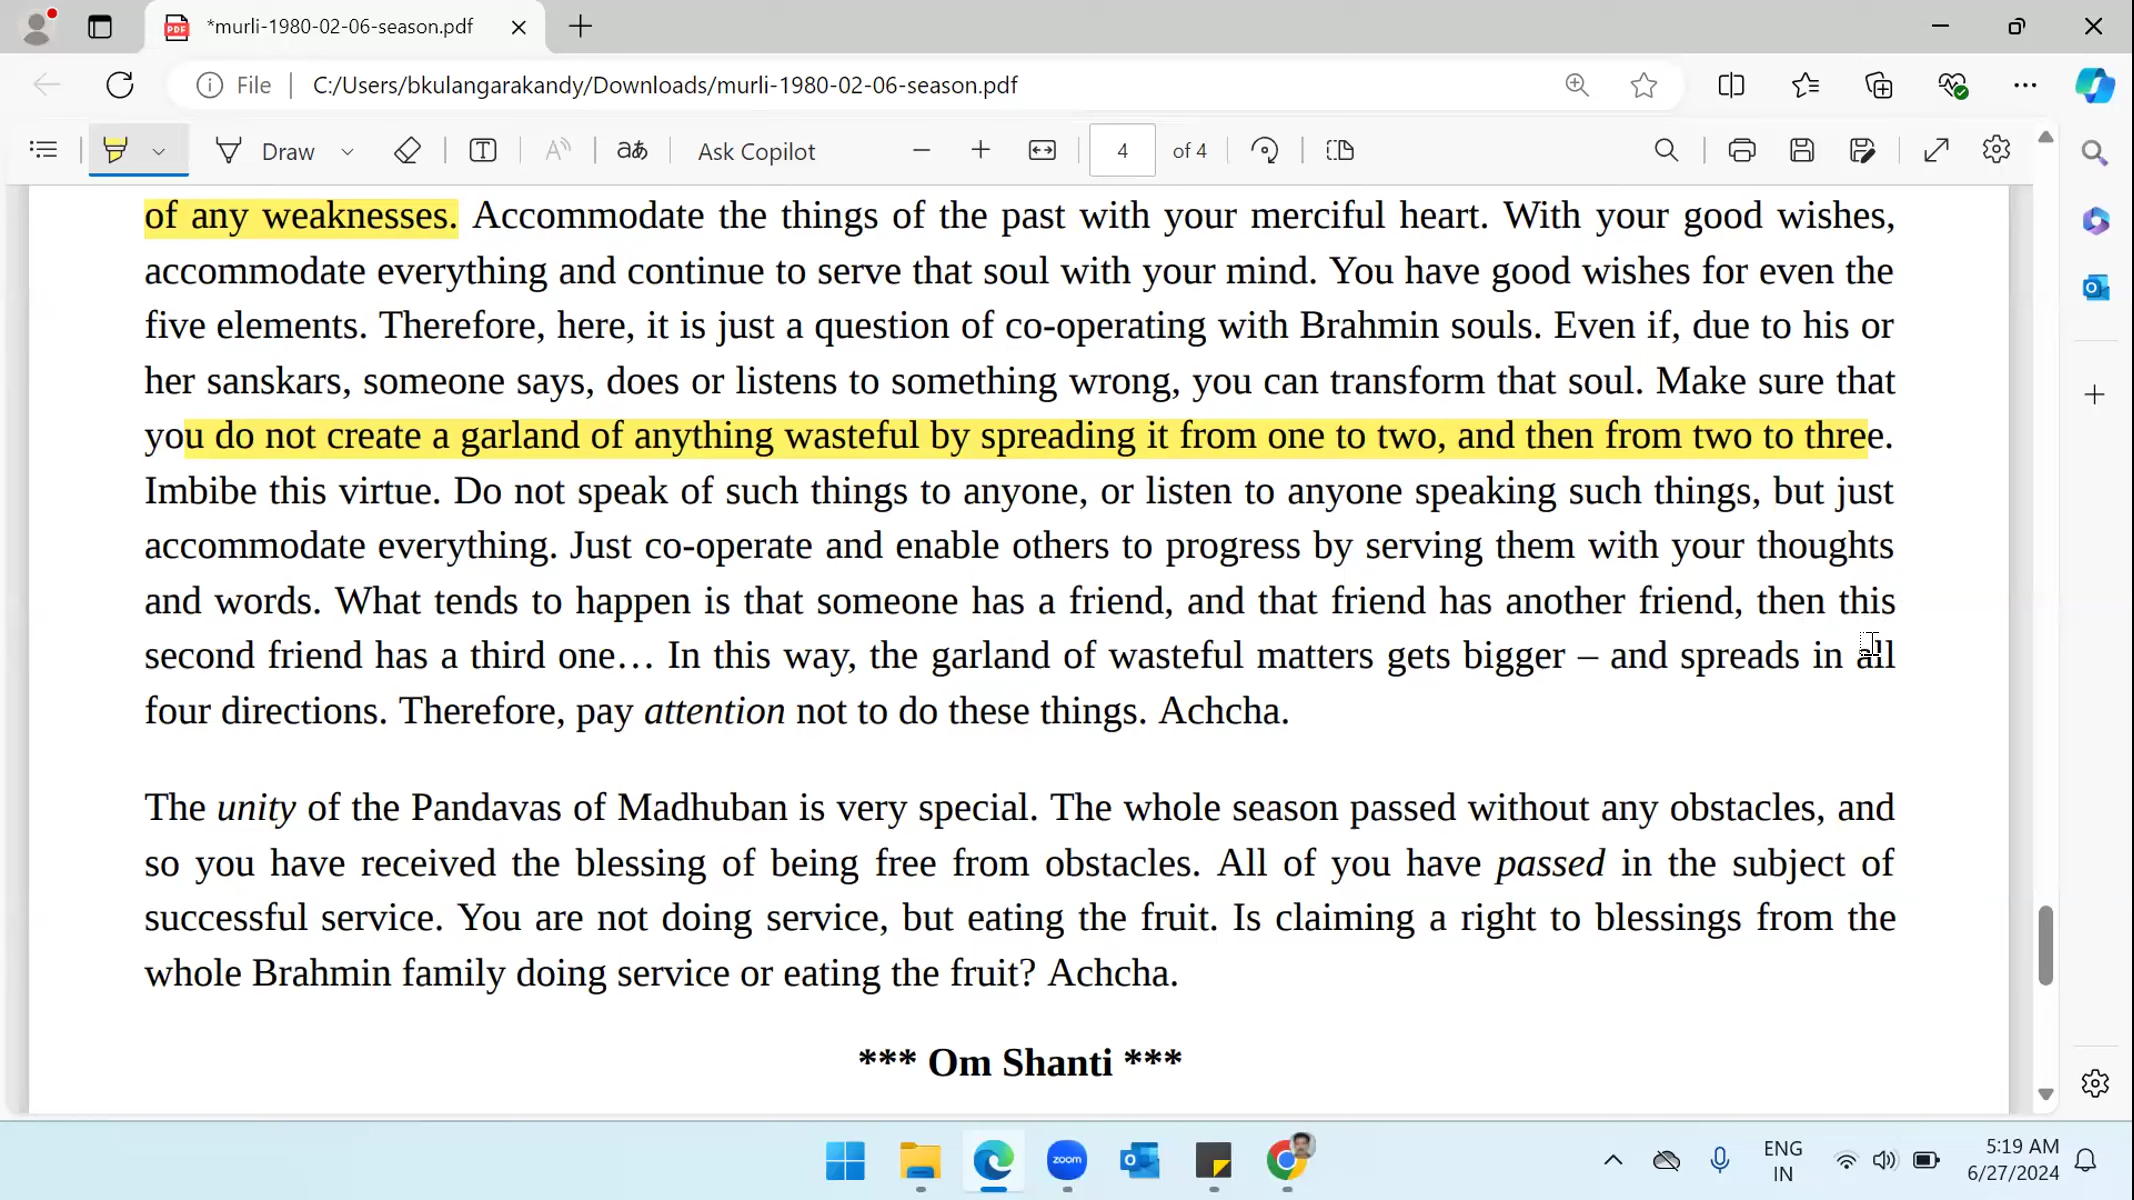 *murli-1980-02-06-season.pdf
File
C:/Users/bkulangarakandy/Downloads/murli-1980-02-06-season.pdf
Draw
Ask Copilot
4 of 4
of any weaknesses. Accommodate the things of the past with your merciful heart. With your good wishes,
accommodate everything and continue to serve that soul with your mind. You have good wishes for even the
five elements. Therefore, here, it is just a question of co-operating with Brahmin souls. Even if, due to his or
her sanskars, someone says, does or listens to something wrong, you can transform that soul. Make sure that
you do not create a garland of anything wasteful by spreading it from one to two, and then from two to three.
Imbibe this virtue. Do not speak of such things to anyone, or listen to anyone speaking such things, but just
accommodate everything. Just co-operate and enable others to progress by serving them with your thoughts
and words. What tends to happen is that someone has a friend, and that friend has another friend, then this
second friend has a third one… In this way, the garland of wasteful matters gets bigger – and spreads in all
four directions. Therefore, pay attention not to do these things. Achcha.
The unity of the Pandavas of Madhuban is very special. The whole season passed without any obstacles, and
so you have received the blessing of being free from obstacles. All of you have passed in the subject of
successful service. You are not doing service, but eating the fruit. Is claiming a right to blessings from the
whole Brahmin family doing service or eating the fruit? Achcha.
*** Om Shanti ***
zoom
ENG
IN
5:19 AM
6/27/2024